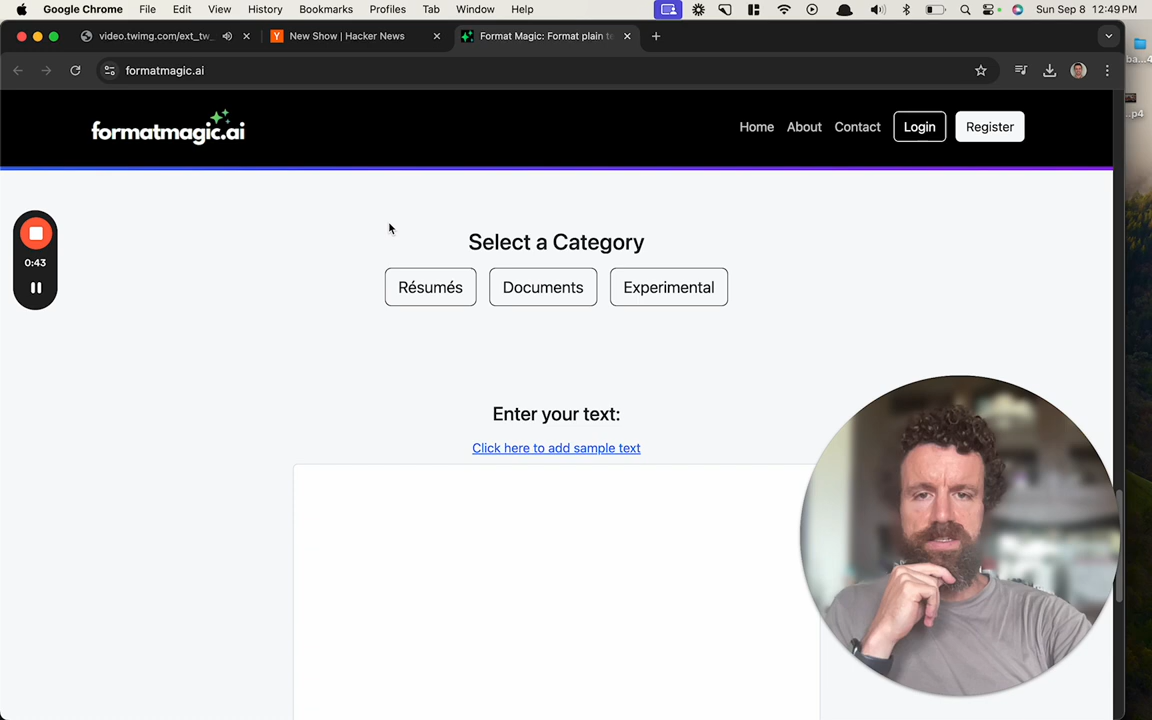 Google Chrome File Edit View History Bookmarks Profiles Tab Window Help Sun Sep 8 12:49 PM
video.twimg.com/ext_tw_ New Show | Hacker News Format Magic: Format plain t
formatmagic.ai
formatmagic.ai Home About Contact Login Register
Select a Category
0:43
Résumés Documents Experimental
Enter your text:
Click here to add sample text